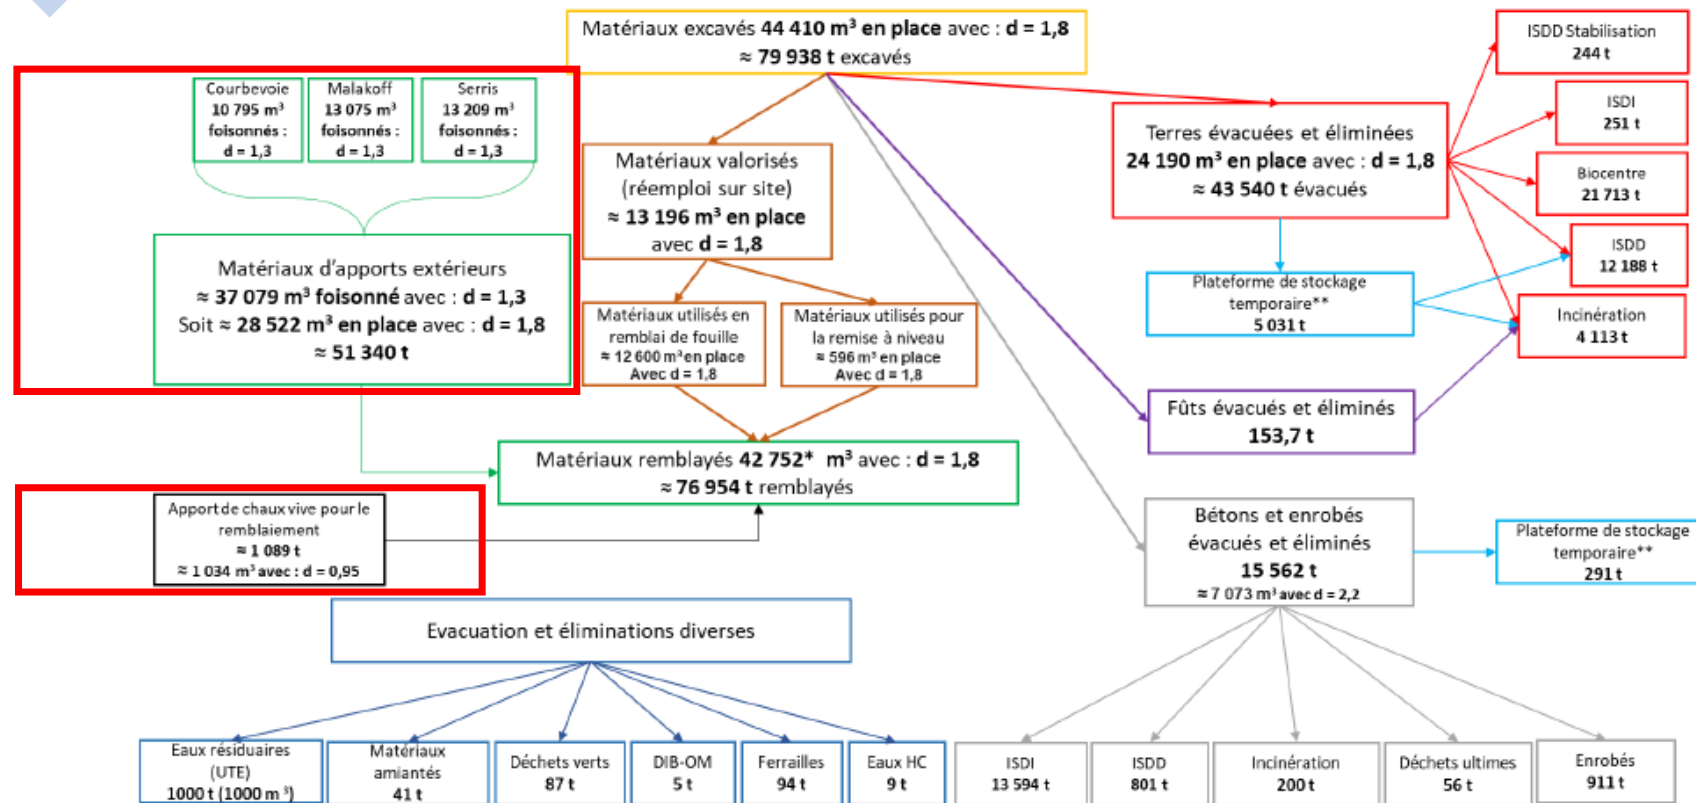 Matériaux excavés 44 410 m³ en place avec : d = 1,8
≈ 79 938 t excavés
ISDD Stabilisation
244 t
Courbevoie
10 795 m³
foisonnés :
d = 1,3
Malakoff
13 075 m³
foisonnés :
d = 1,3
Serris
13 209 m³
foisonnés :
d = 1,3
ISDI
251 t
Terres évacuées et éliminées
24 190 m³ en place avec : d = 1,8
≈ 43 540 t évacués
Matériaux valorisés
(réemploi sur site)
≈ 13 196 m³ en place
avec d = 1,8
Biocentre
21 713 t
ISDD
12 188 t
Matériaux d'apports extérieurs
≈ 37 079 m³ foisonné avec : d = 1,3
Soit ≈ 28 522 m³ en place avec : d = 1,8
≈ 51 340 t
Plateforme de stockage
temporaire**
5 031 t
Incinération
4 113 t
Matériaux utilisés en
remblai de fouille
≈ 12 600 m³ en place
Avec d = 1,8
Matériaux utilisés pour
la remise à niveau
≈ 596 m³ en place
Avec d = 1,8
Fûts évacués et éliminés
153,7 t
Matériaux remblayés 42 752* m³ avec : d = 1,8
≈ 76 954 t remblayés
Apport de chaux vive pour le
remblaiement
≈ 1 089 t
≈ 1 034 m³ avec : d = 0,95
Bétons et enrobés
évacués et éliminés
15 562 t
≈ 7 073 m³ avec d = 2,2
Plateforme de stockage
temporaire**
291 t
Evacuation et éliminations diverses
Eaux résiduaires
(UTE)
1000 t (1000 m³)
Matériaux
amiantés
41 t
Déchets verts
87 t
DIB-OM
5 t
Ferrailles
94 t
Eaux HC
9 t
ISDI
13 594 t
ISDD
801 t
Incinération
200 t
Déchets ultimes
56 t
Enrobés
911 t